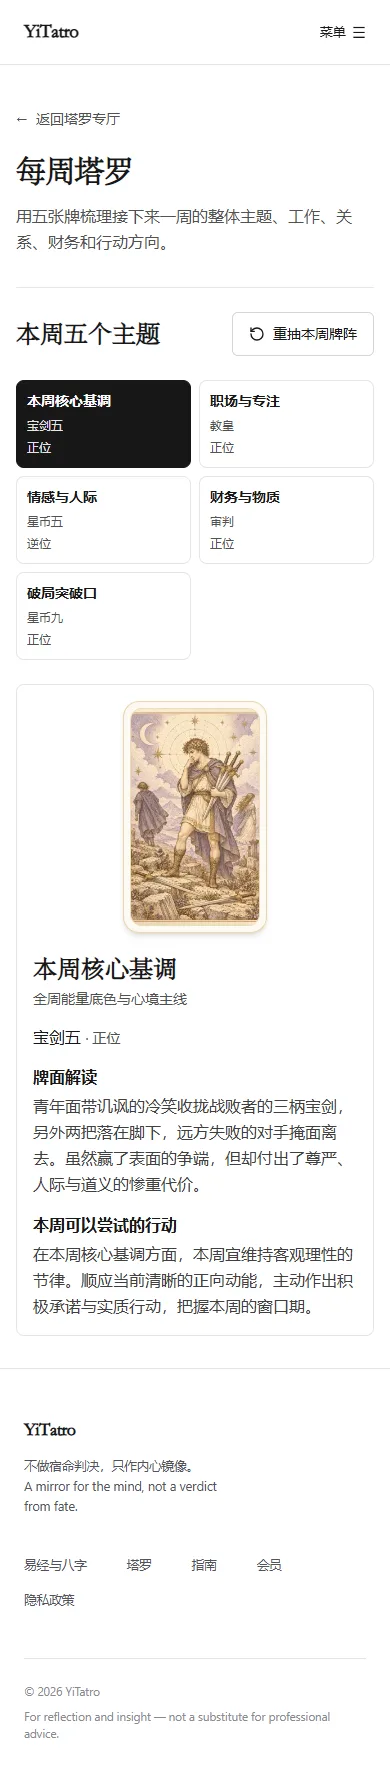 YiTatro
菜单 ☰
← 返回塔罗专厅
每周塔罗
用五张牌梳理接下来一周的整体主题、工作、关
系、财务和行动方向。
本周五个主题
重抽本周牌阵
本周核心基调
宝剑五
正位
职场与专注
教皇
正位
情感与人际
星币五
逆位
财务与物质
审判
正位
破局突破口
星币九
正位
本周核心基调
全周能量底色与心境主线
宝剑五 · 正位
牌面解读
青年面带讥讽的冷笑收拢战败者的三柄宝剑，
另外两把落在脚下，远方失败的对手掩面离
去。虽然赢了表面的争端，但却付出了尊严、
人际与道义的惨重代价。
本周可以尝试的行动
在本周核心基调方面，本周宜维持客观理性的
节律。顺应当前清晰的正向动能，主动作出积
极承诺与实质行动，把握本周的窗口期。
YiTatro
不做宿命判决，只作内心镜像。
A mirror for the mind, not a verdict
from fate.
易经与八字 塔罗 指南 会员
隐私政策
© 2026 YiTatro
For reflection and insight — not a substitute for professional
advice.